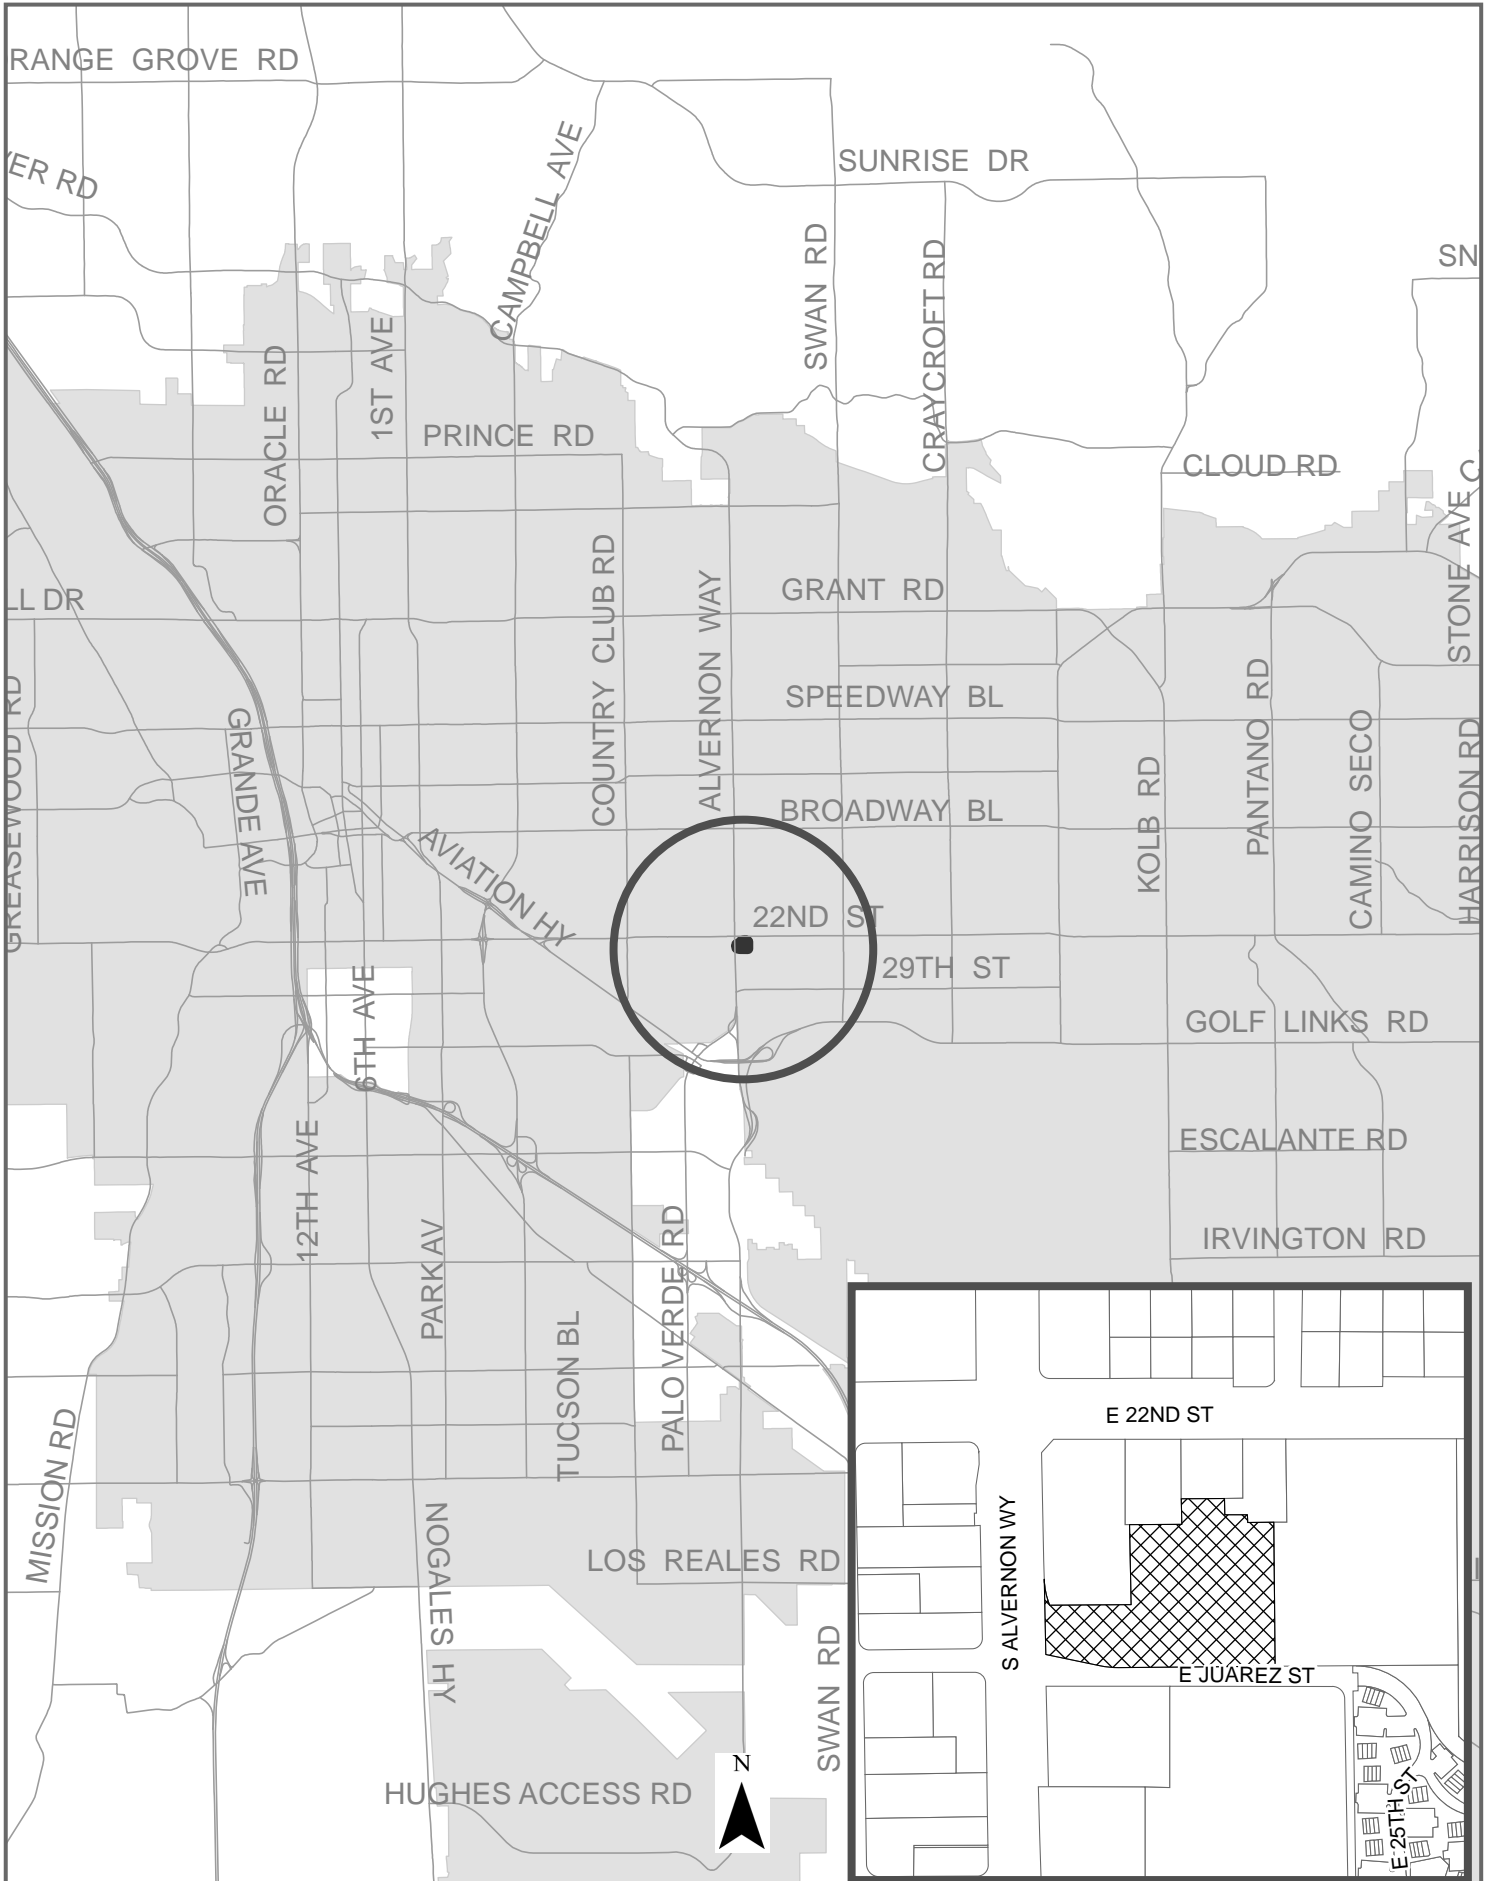 RANGE GROVE RD
SUNRISE DR
CAMPBELL AVE
SWAN RD
CRAYCROFT RD
SN
ORACLE RD
1ST AVE
PRINCE RD
CLOUD RD
STONE AVE
COUNTRY CLUB RD
ALVERNON WAY
GRANT RD
LL DR
SPEEDWAY BL
PANTANO RD
CAMINO SECO
HARRISON RD
GREASEWOOD RD
GRANDE AVE
KOLB RD
BROADWAY BL
AVIATION HY
22ND ST
29TH ST
6TH AVE
GOLF LINKS RD
12TH AVE
ESCALANTE RD
IRVINGTON RD
PARK AV
PALO VERDE RD
TUCSON BL
MISSION RD
NOGALES HY
LOS REALES RD
SWAN RD
HUGHES ACCESS RD
N
E 22ND ST
S ALVERNON WY
E JUAREZ ST
E 25TH ST